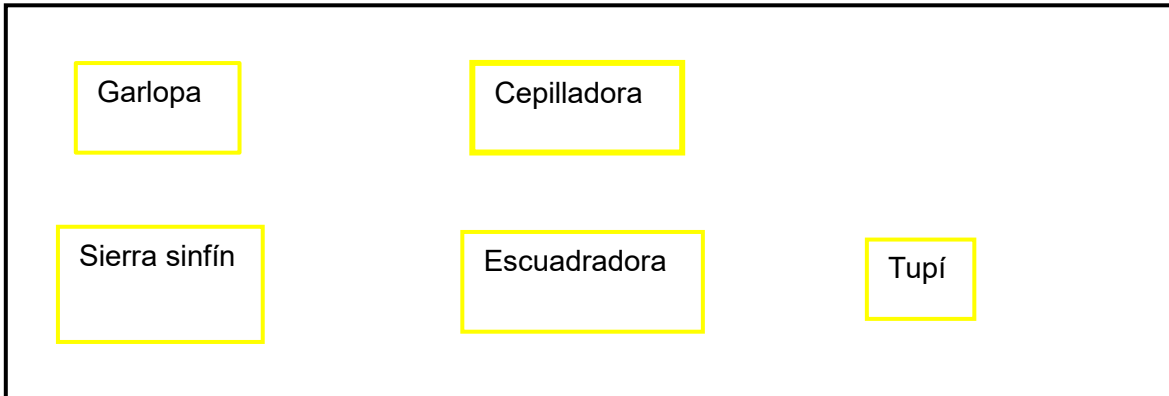 Garlopa
Cepilladora
Sierra sinfín
Escuadradora
Tupí